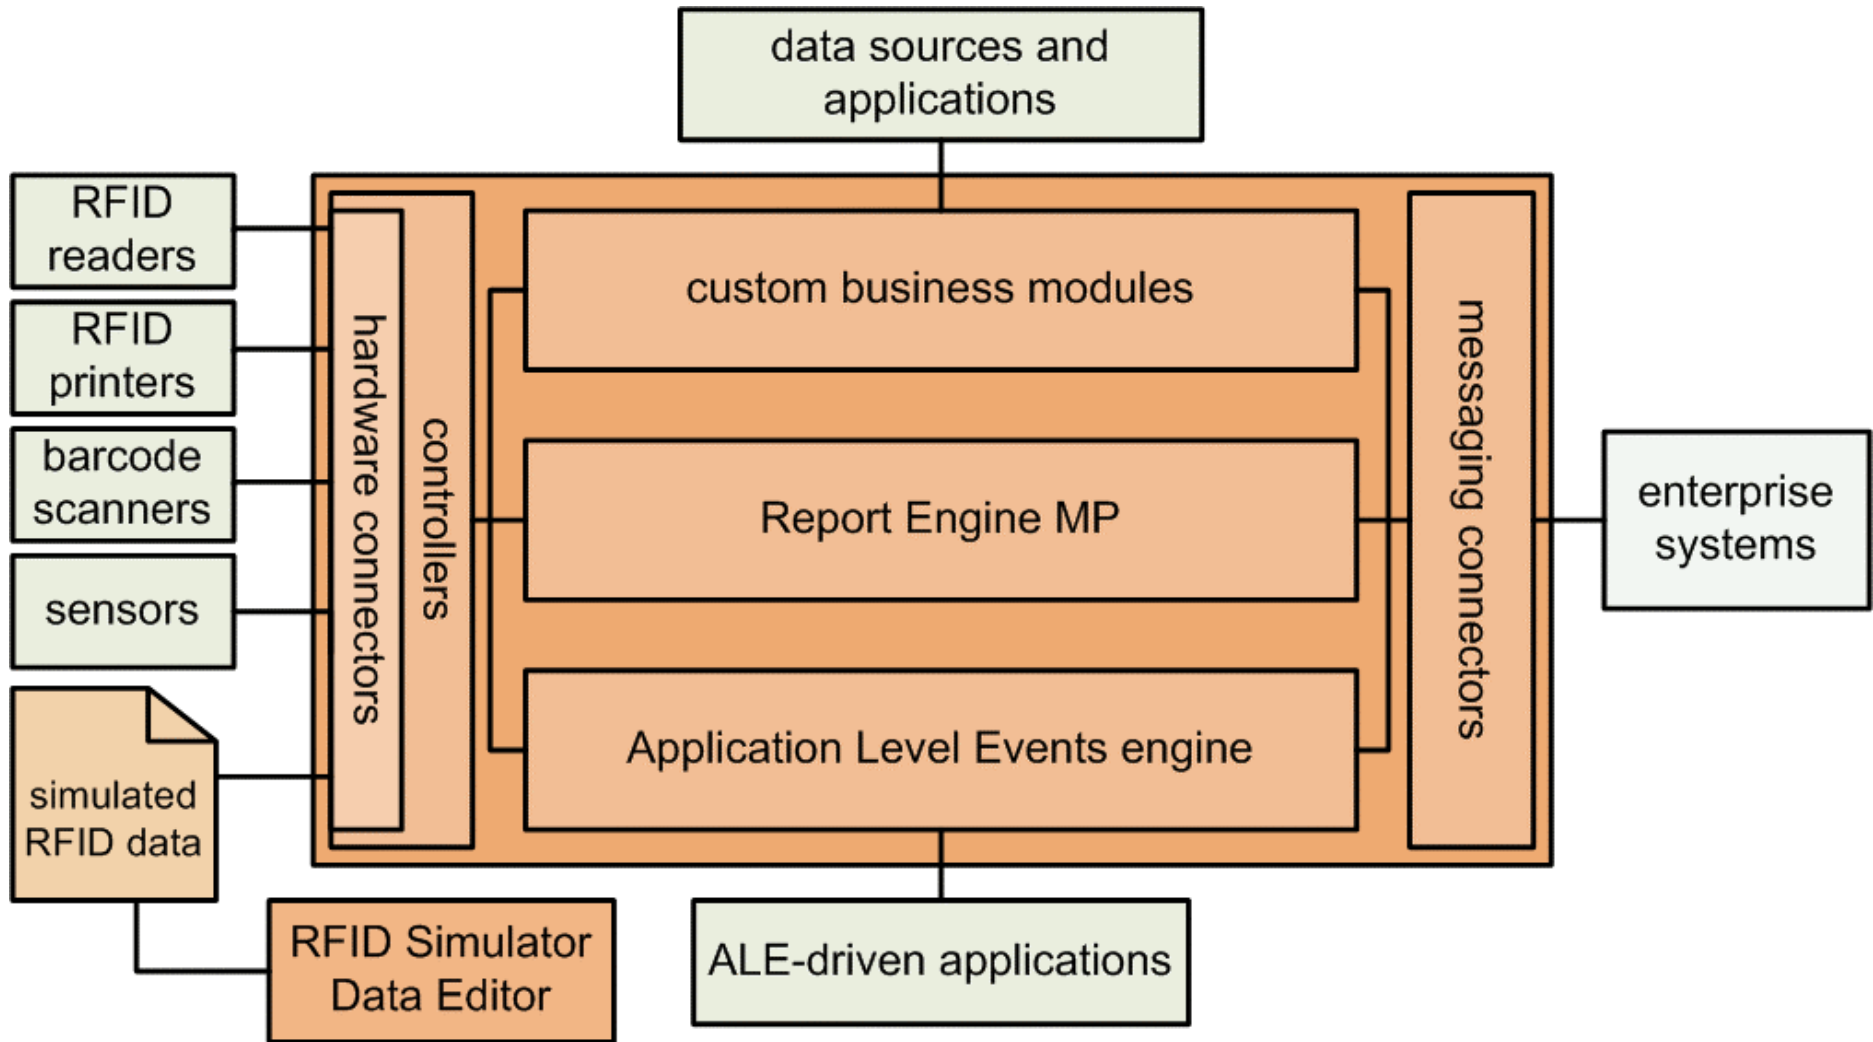 data sources and
applications
RFID
readers
RFID
printers
barcode
scanners
sensors
simulated
RFID data
RFID Simulator
Data Editor
hardware connectors
controllers
custom business modules
Report Engine MP
Application Level Events engine
messaging connectors
enterprise
systems
ALE-driven applications